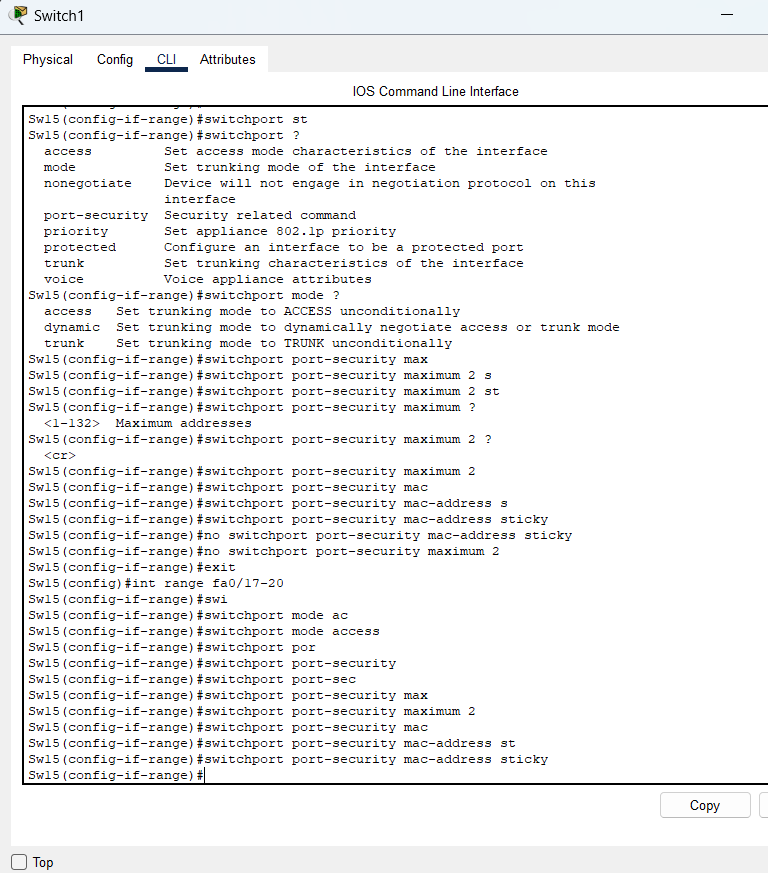 Switch1
Physical Config CLI Attributes
IOS Command Line Interface
Sw15(config-if-range)#switchport st
Sw15(config-if-range)#switchport ?
access Set access mode characteristics of the interface
mode Set trunking mode of the interface
nonegotiate Device will not engage in negotiation protocol on this
interface
port-security Security related command
priority Set appliance 802.1p priority
protected Configure an interface to be a protected port
trunk Set trunking characteristics of the interface
voice Voice appliance attributes
Sw15(config-if-range)#switchport mode ?
access Set trunking mode to ACCESS unconditionally
dynamic Set trunking mode to dynamically negotiate access or trunk mode
trunk Set trunking mode to TRUNK unconditionally
Sw15(config-if-range)#switchport port-security max
Sw15(config-if-range)#switchport port-security maximum 2 s
Sw15(config-if-range)#switchport port-security maximum 2 st
Sw15(config-if-range)#switchport port-security maximum ?
<1-132> Maximum addresses
Sw15(config-if-range)#switchport port-security maximum 2 ?
<cr>
Sw15(config-if-range)#switchport port-security maximum 2
Sw15(config-if-range)#switchport port-security mac
Sw15(config-if-range)#switchport port-security mac-address s
Sw15(config-if-range)#switchport port-security mac-address sticky
Sw15(config-if-range)#no switchport port-security mac-address sticky
Sw15(config-if-range)#no switchport port-security maximum 2
Sw15(config-if-range)#exit
Sw15(config)#int range fa0/17-20
Sw15(config-if-range)#swi
Sw15(config-if-range)#switchport mode ac
Sw15(config-if-range)#switchport mode access
Sw15(config-if-range)#switchport por
Sw15(config-if-range)#switchport port-security
Sw15(config-if-range)#switchport port-sec
Sw15(config-if-range)#switchport port-security max
Sw15(config-if-range)#switchport port-security maximum 2
Sw15(config-if-range)#switchport port-security mac
Sw15(config-if-range)#switchport port-security mac-address st
Sw15(config-if-range)#switchport port-security mac-address sticky
Sw15(config-if-range)#
Copy
Top